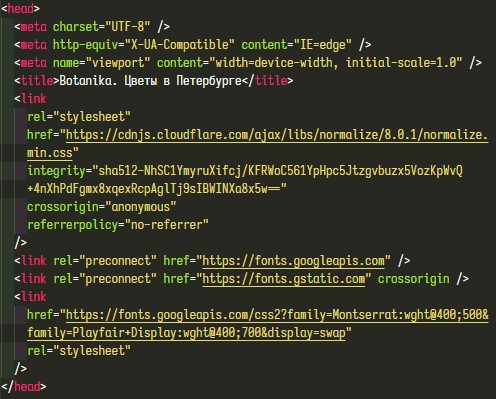 <head>
<meta charset="UTF-8" />
<meta http-equiv="X-UA-Compatible" content="IE=edge" />
<meta name="viewport" content="width=device-width, initial-scale=1.0" />
<title>Botanika. Цветы в Петербурге</title>
<link
rel="stylesheet"
href="https://cdnjs.cloudflare.com/ajax/libs/normalize/8.0.1/normalize.
min.css"
integrity="sha512-NhSC1YmyruXifcj/KFRWoC561YpHpc5Jtzgvbuzx5VozKpWvQ
+4nXhPdFgmx8xqexRcpAglTj9sIBWINXa8x5w=="
crossorigin="anonymous"
referrerpolicy="no-referrer"
/>
<link rel="preconnect" href="https://fonts.googleapis.com" />
<link rel="preconnect" href="https://fonts.gstatic.com" crossorigin />
<link
href="https://fonts.googleapis.com/css2?family=Montserrat:wght@400;500&
family=Playfair+Display:wght@400;700&display=swap"
rel="stylesheet"
/>
</head>